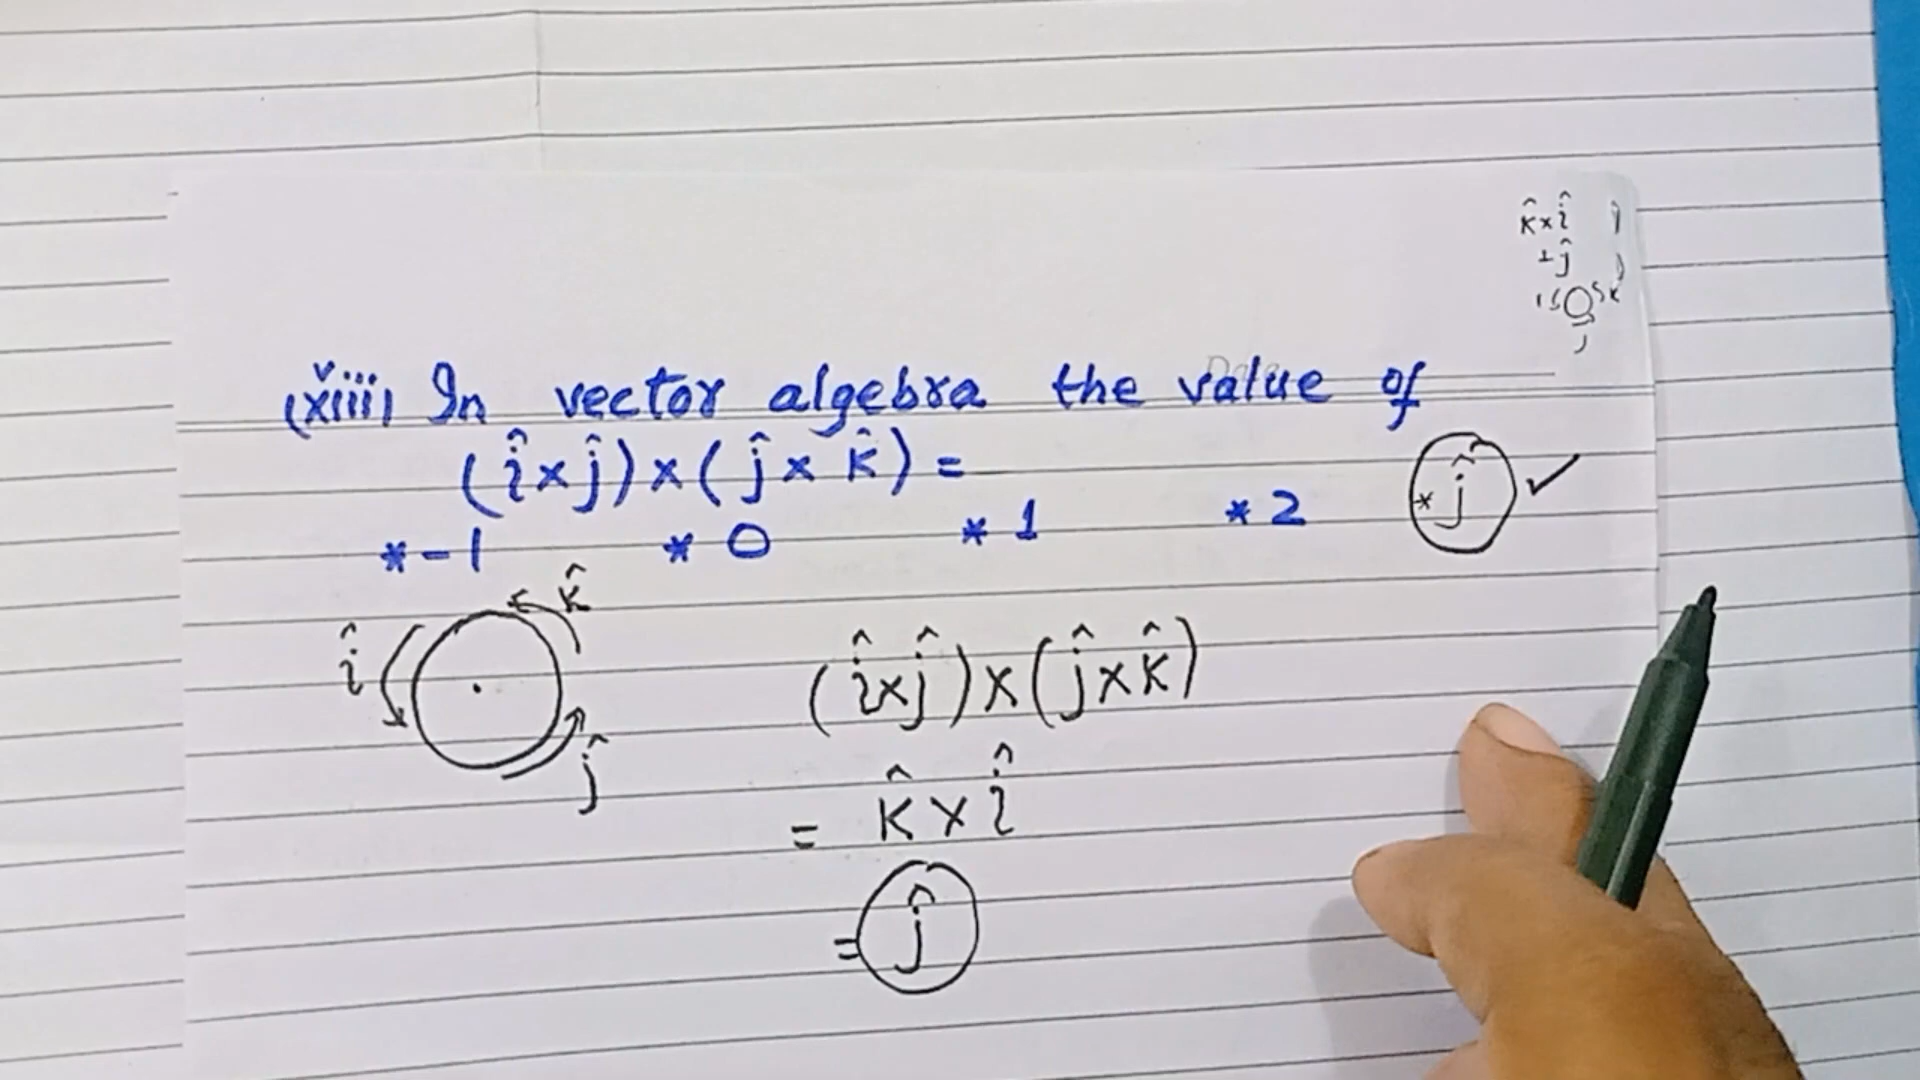 k̂×î
(xiii) In vector algebra the value of
(î×ĵ)×(ĵ×k̂)=
*-1 *0 *1 *2 *ĵ ✓
k̂
î
ĵ
(î×ĵ)×(ĵ×k̂)
= k̂×î
= ĵ